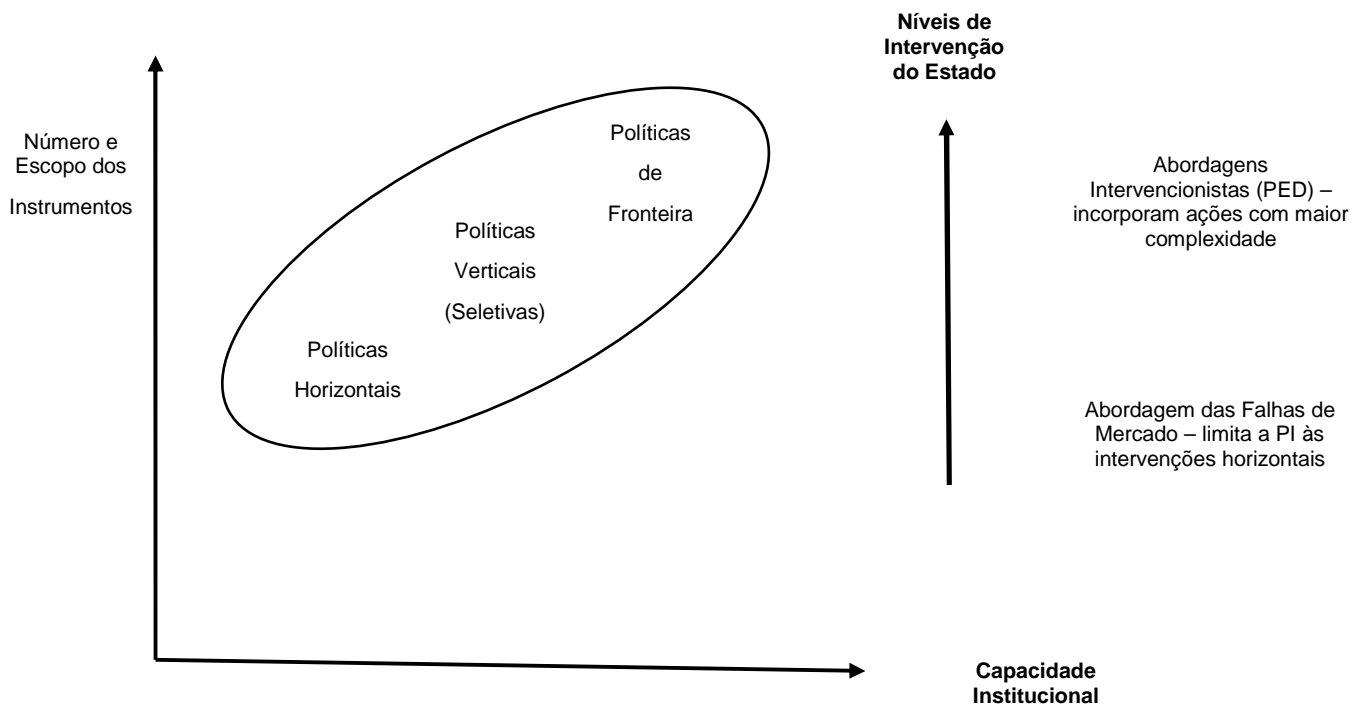 Níveis de
Intervenção
do Estado
Número e
Escopo dos
Instrumentos
Políticas
de
Fronteira
Políticas
Verticais
(Seletivas)
Políticas
Horizontais
Abordagens
Intervencionistas (PED) –
incorporam ações com maior
complexidade
Abordagem das Falhas de
Mercado – limita a PI às
intervenções horizontais
Capacidade
Institucional